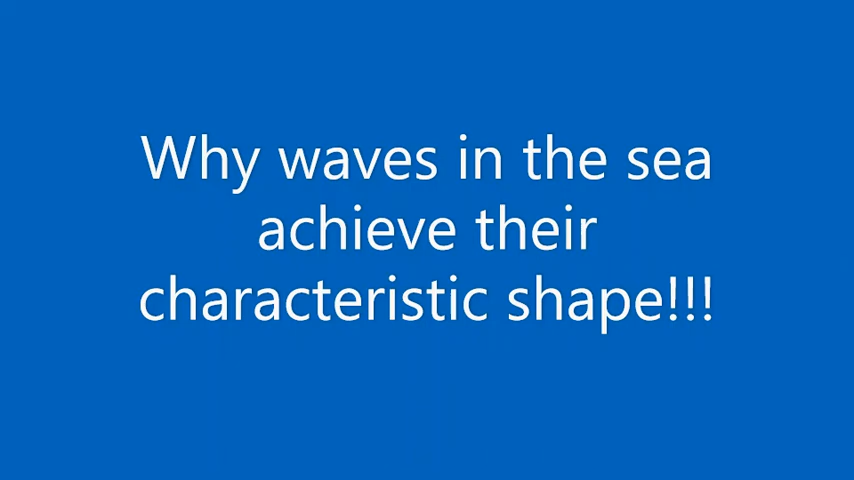 Why waves in the sea
achieve their
characteristic shape!!!